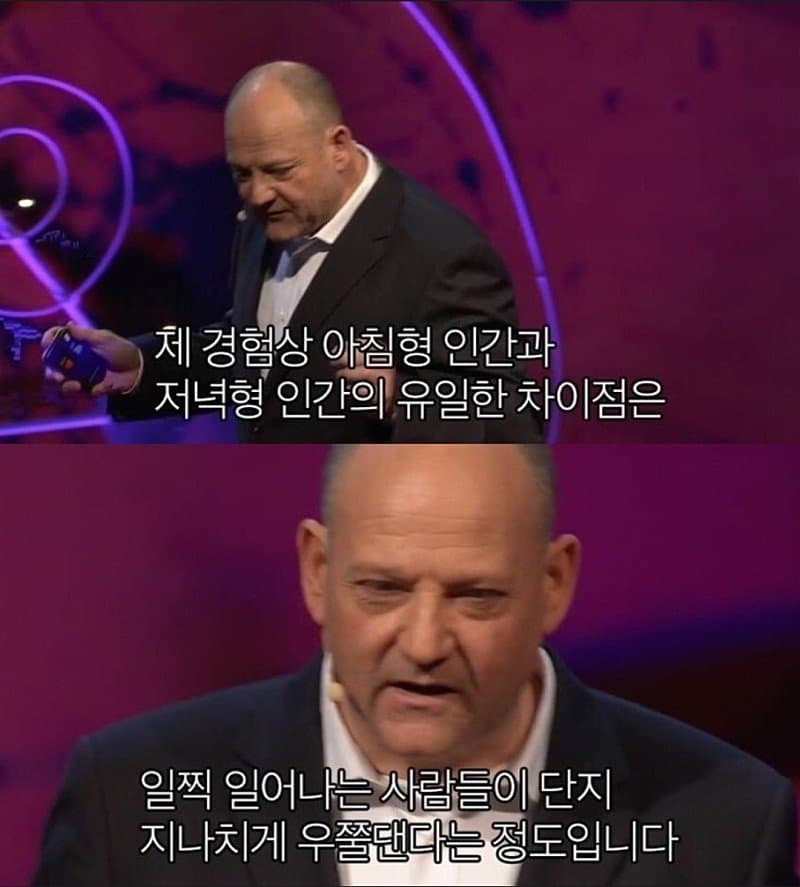 제 경험상 아침형 인간과
저녁형 인간의 유일한 차이점은
일찍 일어나는 사람들이 단지
지나치게 우쭐댄다는 정도입니다